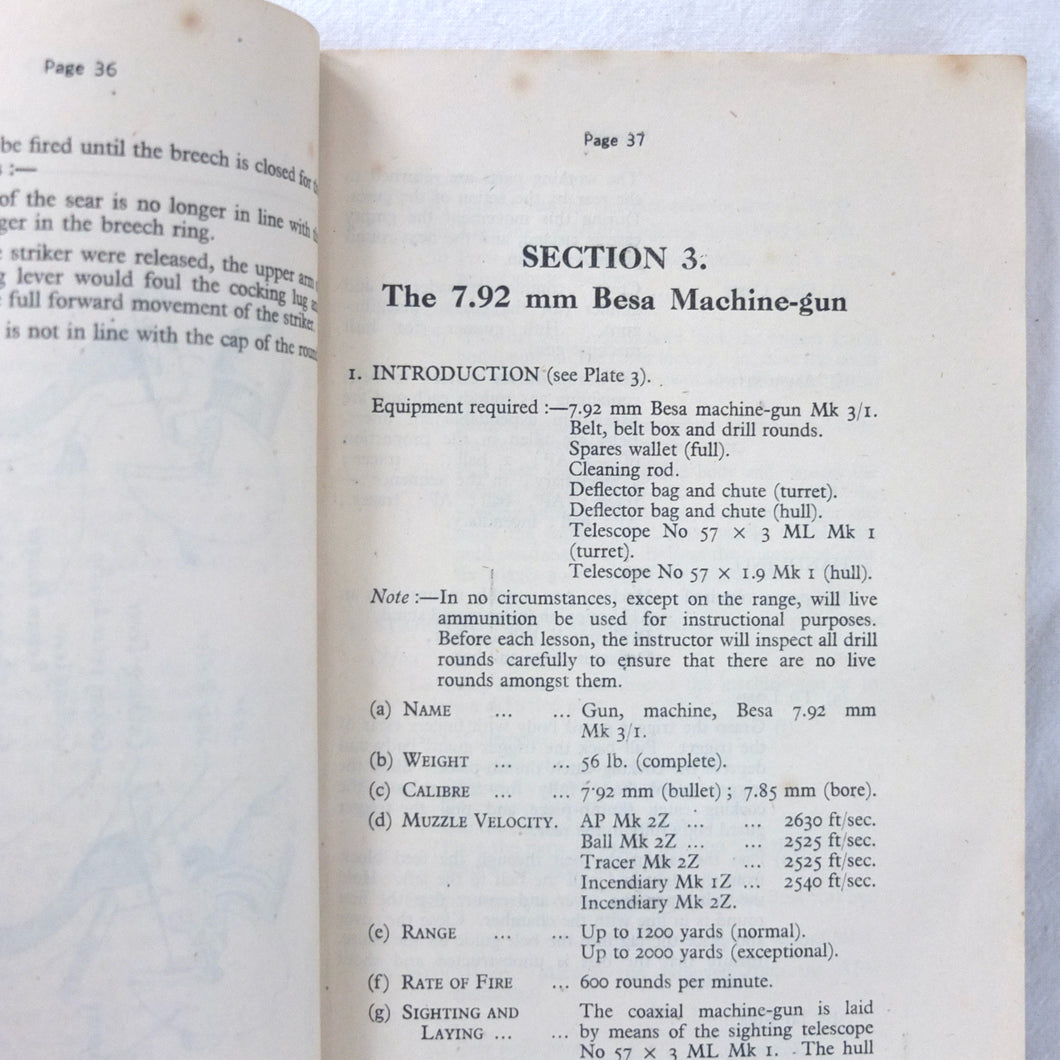 Page 36
be fired until the breech is closed for
:—
of the sear is no longer in line with
ger in the breech ring.
striker were released, the upper arm
lever would foul the cocking lug
full forward movement of the striker.
is not in line with the cap of the
Page 37
SECTION 3.
The 7.92 mm Besa Machine-gun
1. INTRODUCTION (see Plate 3).
Equipment required :—7.92 mm Besa machine-gun Mk 3/1.
Belt, belt box and drill rounds.
Spares wallet (full).
Cleaning rod.
Deflector bag and chute (turret).
Deflector bag and chute (hull).
Telescope No 57 × 3 ML Mk 1
(turret).
Telescope No 57 × 1.9 Mk 1 (hull).
Note :—In no circumstances, except on the range, will live
ammunition be used for instructional purposes.
Before each lesson, the instructor will inspect all drill
rounds carefully to ensure that there are no live
rounds amongst them.
(a) NAME ... ... Gun, machine, Besa 7.92 mm
Mk 3/1.
(b) WEIGHT ... ... 56 lb. (complete).
(c) CALIBRE ... ... 7.92 mm (bullet) ; 7.85 mm (bore).
(d) MUZZLE VELOCITY. AP Mk 2Z ... ... 2630 ft/sec.
Ball Mk 2Z ... ... 2525 ft/sec.
Tracer Mk 2Z ... 2525 ft/sec.
Incendiary Mk 1Z ... 2540 ft/sec.
Incendiary Mk 2Z.
(e) RANGE ... ... Up to 1200 yards (normal).
Up to 2000 yards (exceptional).
(f) RATE OF FIRE ... 600 rounds per minute.
(g) SIGHTING AND The coaxial machine-gun is laid
LAYING ... ... by means of the sighting telescope
No 57 × 3 ML Mk 1. The hull